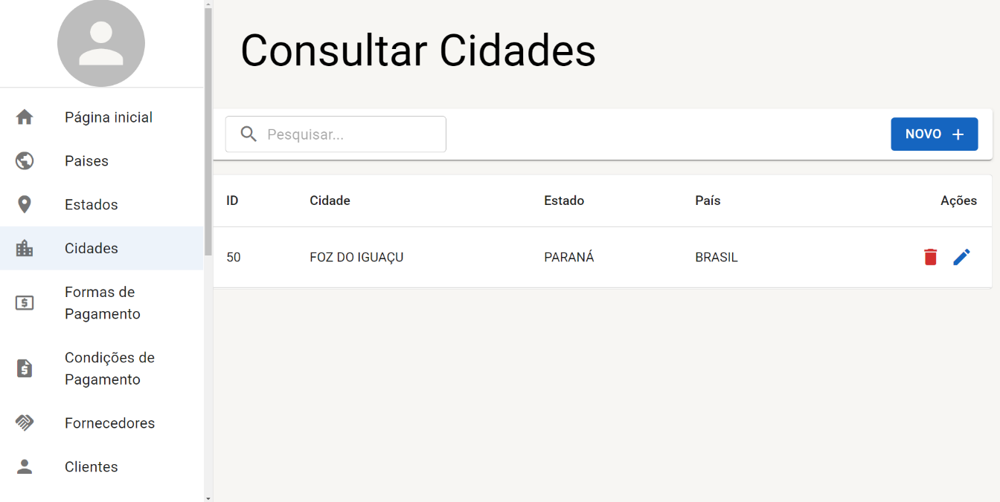 Consultar Cidades
Página inicial
Paises
Estados
Cidades
Formas de
Pagamento
Condições de
Pagamento
Fornecedores
Clientes
Pesquisar...
NOVO +
ID Cidade Estado País Ações
50 FOZ DO IGUAÇU PARANÁ BRASIL